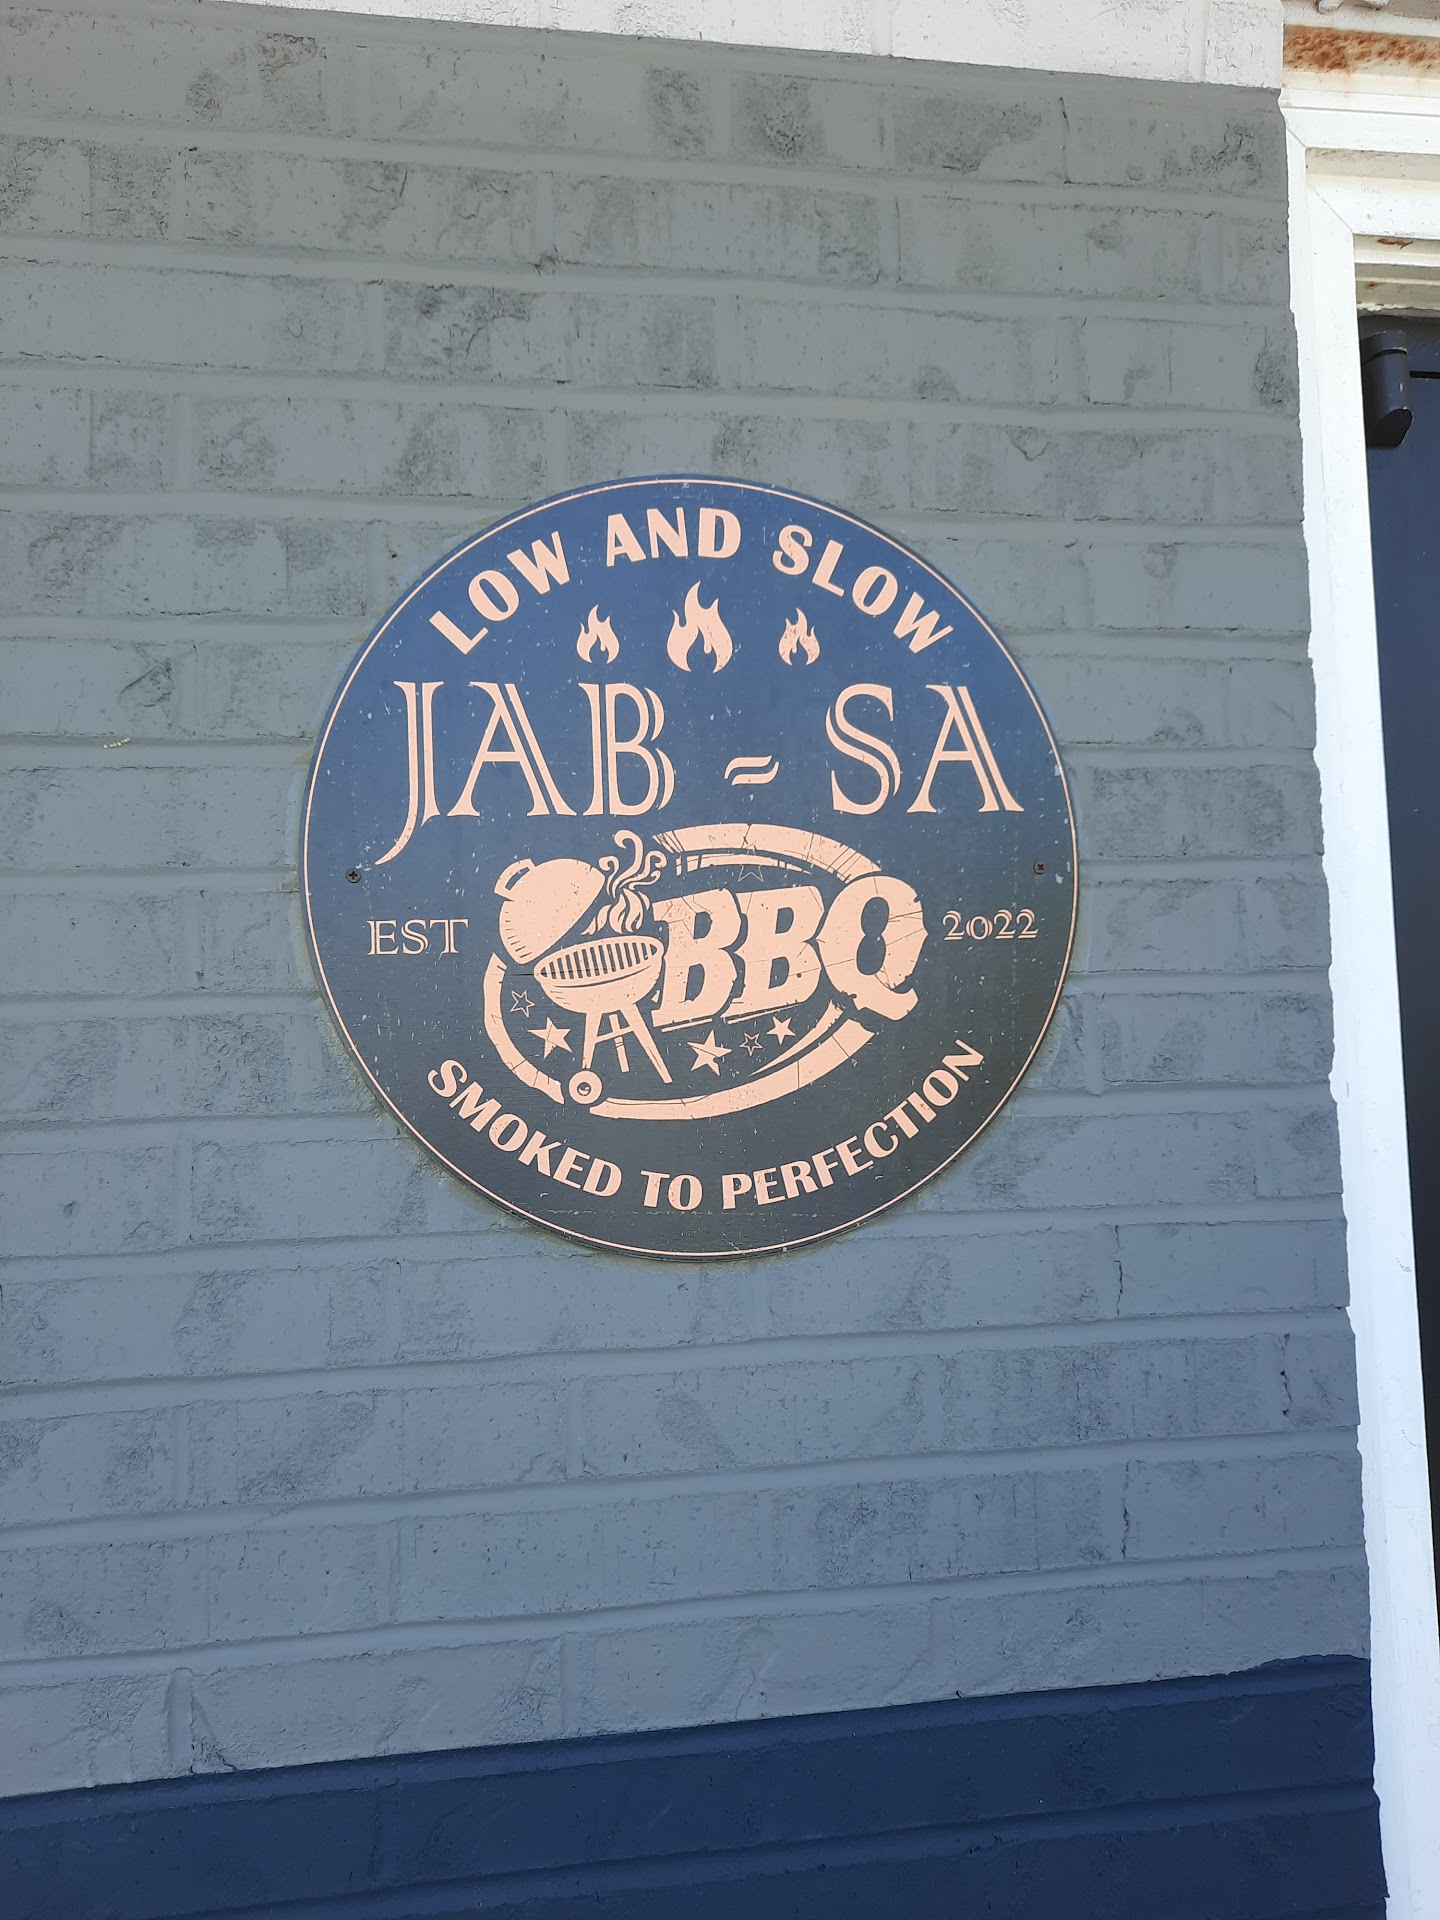 LOW AND SLOW
JAB - SA
BBQ
EST 2022
SMOKED TO PERFECTION